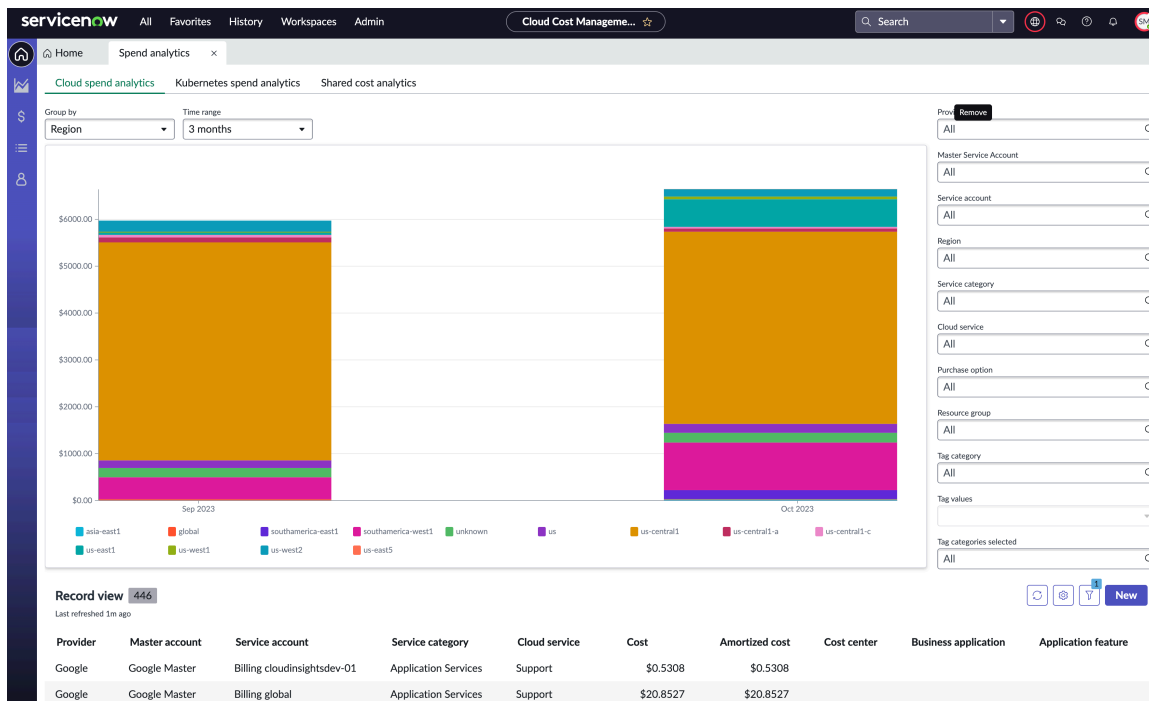 servicenow All Favorites History Workspaces Admin Cloud Cost Manageme... Search SM
Home Spend analytics ×
Cloud spend analytics Kubernetes spend analytics Shared cost analytics
Group by Time range
Region 3 months
Provi Remove
All
Master Service Account
All
Service account
All
Region
All
Service category
All
Cloud service
All
Purchase option
All
Resource group
All
Tag category
All
Tag values
Tag categories selected
All
$6000.00
$5000.00
$4000.00
$3000.00
$2000.00
$1000.00
$0.00
Sep 2023 Oct 2023
asia-east1 global southamerica-east1 southamerica-west1 unknown us us-central1 us-central1-a us-central1-c
us-east1 us-west1 us-west2 us-east5
Record view 446
Last refreshed 1m ago
1
New
Provider Master account Service account Service category Cloud service Cost Amortized cost Cost center Business application Application feature
Google Google Master Billing cloudinsightsdev-01 Application Services Support $0.5308 $0.5308
Google Google Master Billing global Application Services Support $20.8527 $20.8527